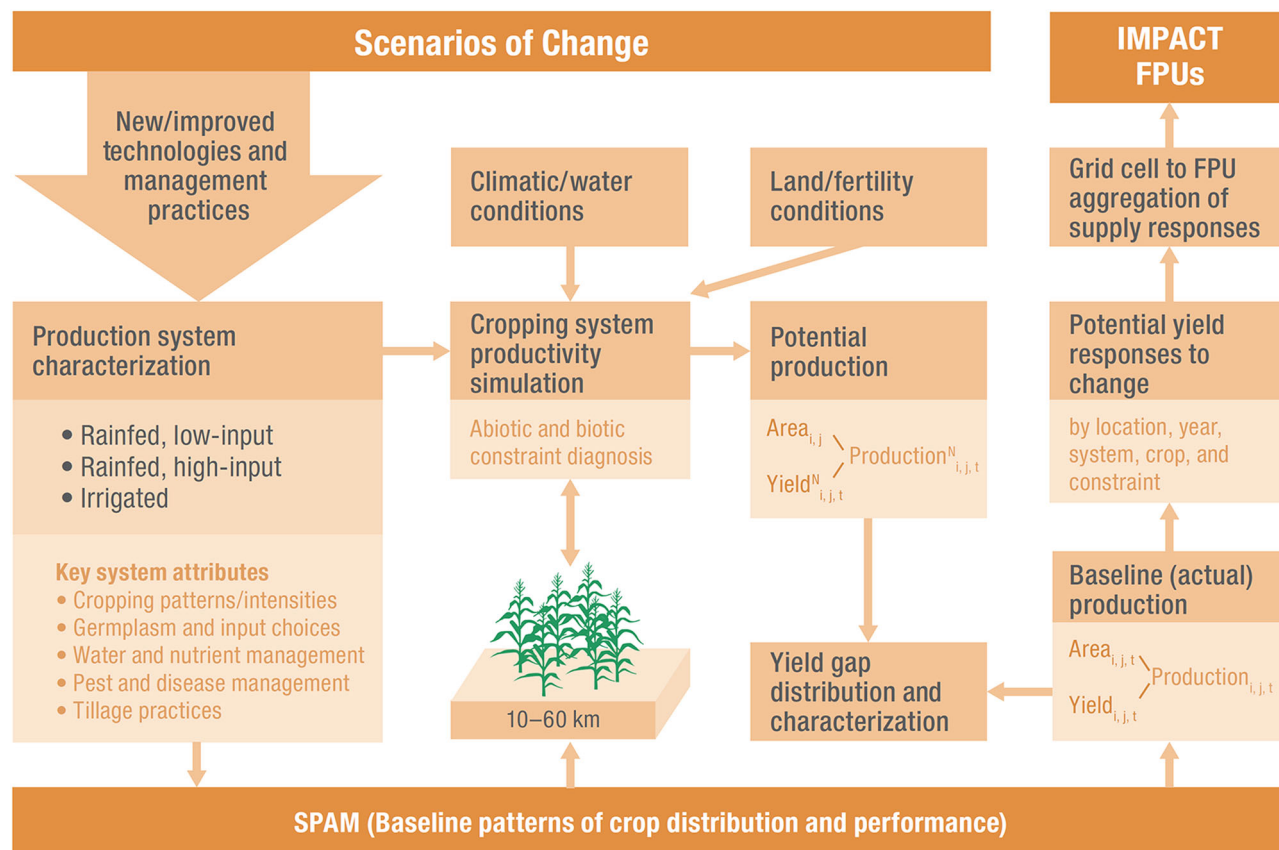 Scenarios of Change
IMPACT
FPUs
New/improved
technologies and
management
practices
Climatic/water
conditions
Land/fertility
conditions
Grid cell to FPU
aggregation of
supply responses
Production system
characterization
• Rainfed, low-input
• Rainfed, high-input
• Irrigated
Key system attributes
• Cropping patterns/intensities
• Germplasm and input choices
• Water and nutrient management
• Pest and disease management
• Tillage practices
Cropping system
productivity
simulation
Abiotic and biotic
constraint diagnosis
10–60 km
Potential
production
Area i, j
Production N i, j, t
Yield N i, j, t
Yield gap
distribution and
characterization
Potential yield
responses to
change
by location, year,
system, crop, and
constraint
Baseline (actual)
production
Area i, j, t
Production i, j, t
Yield i, j, t
SPAM (Baseline patterns of crop distribution and performance)